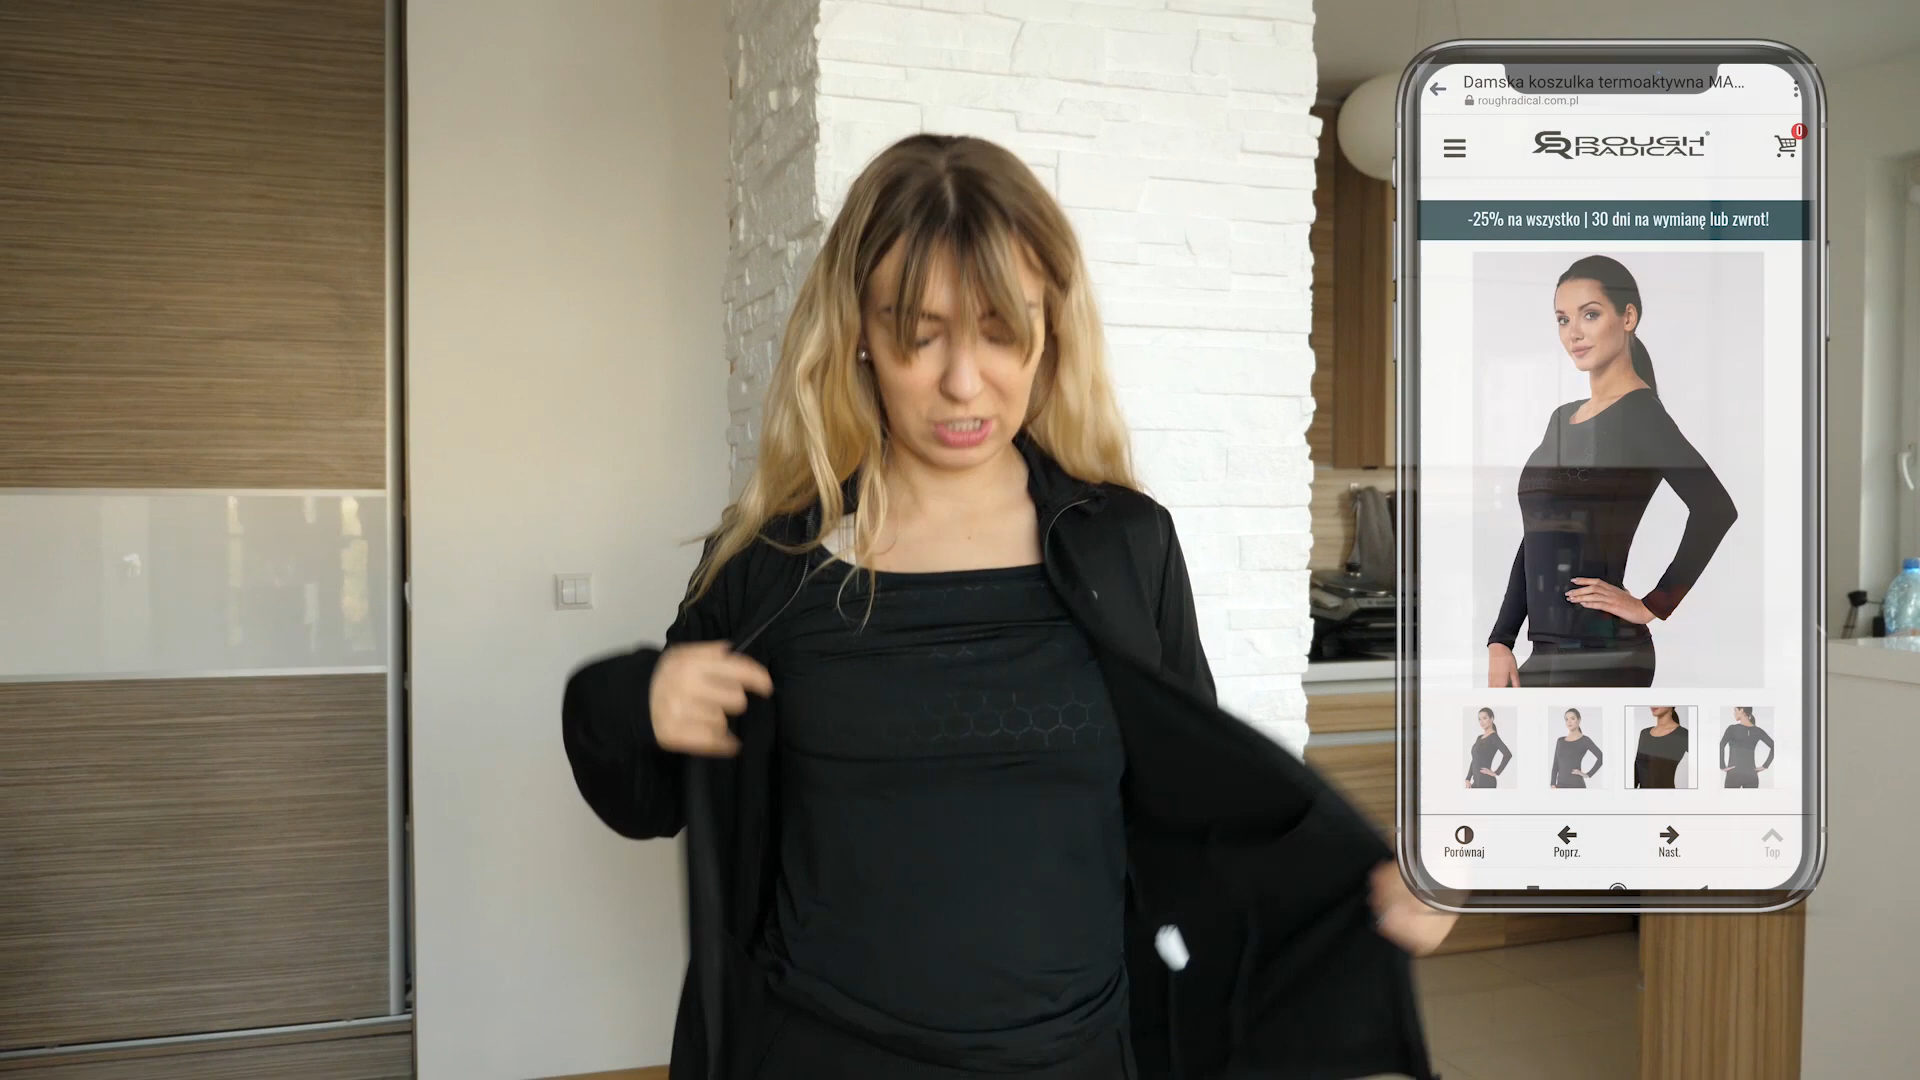 Damska koszulka termoaktywna MA...
roughradical.com.pl
0
ROUGH
RADICAL
-25% na wszystko | 30 dni na wymianę lub zwrot!
Porównaj
Poprz.
Nast.
Top